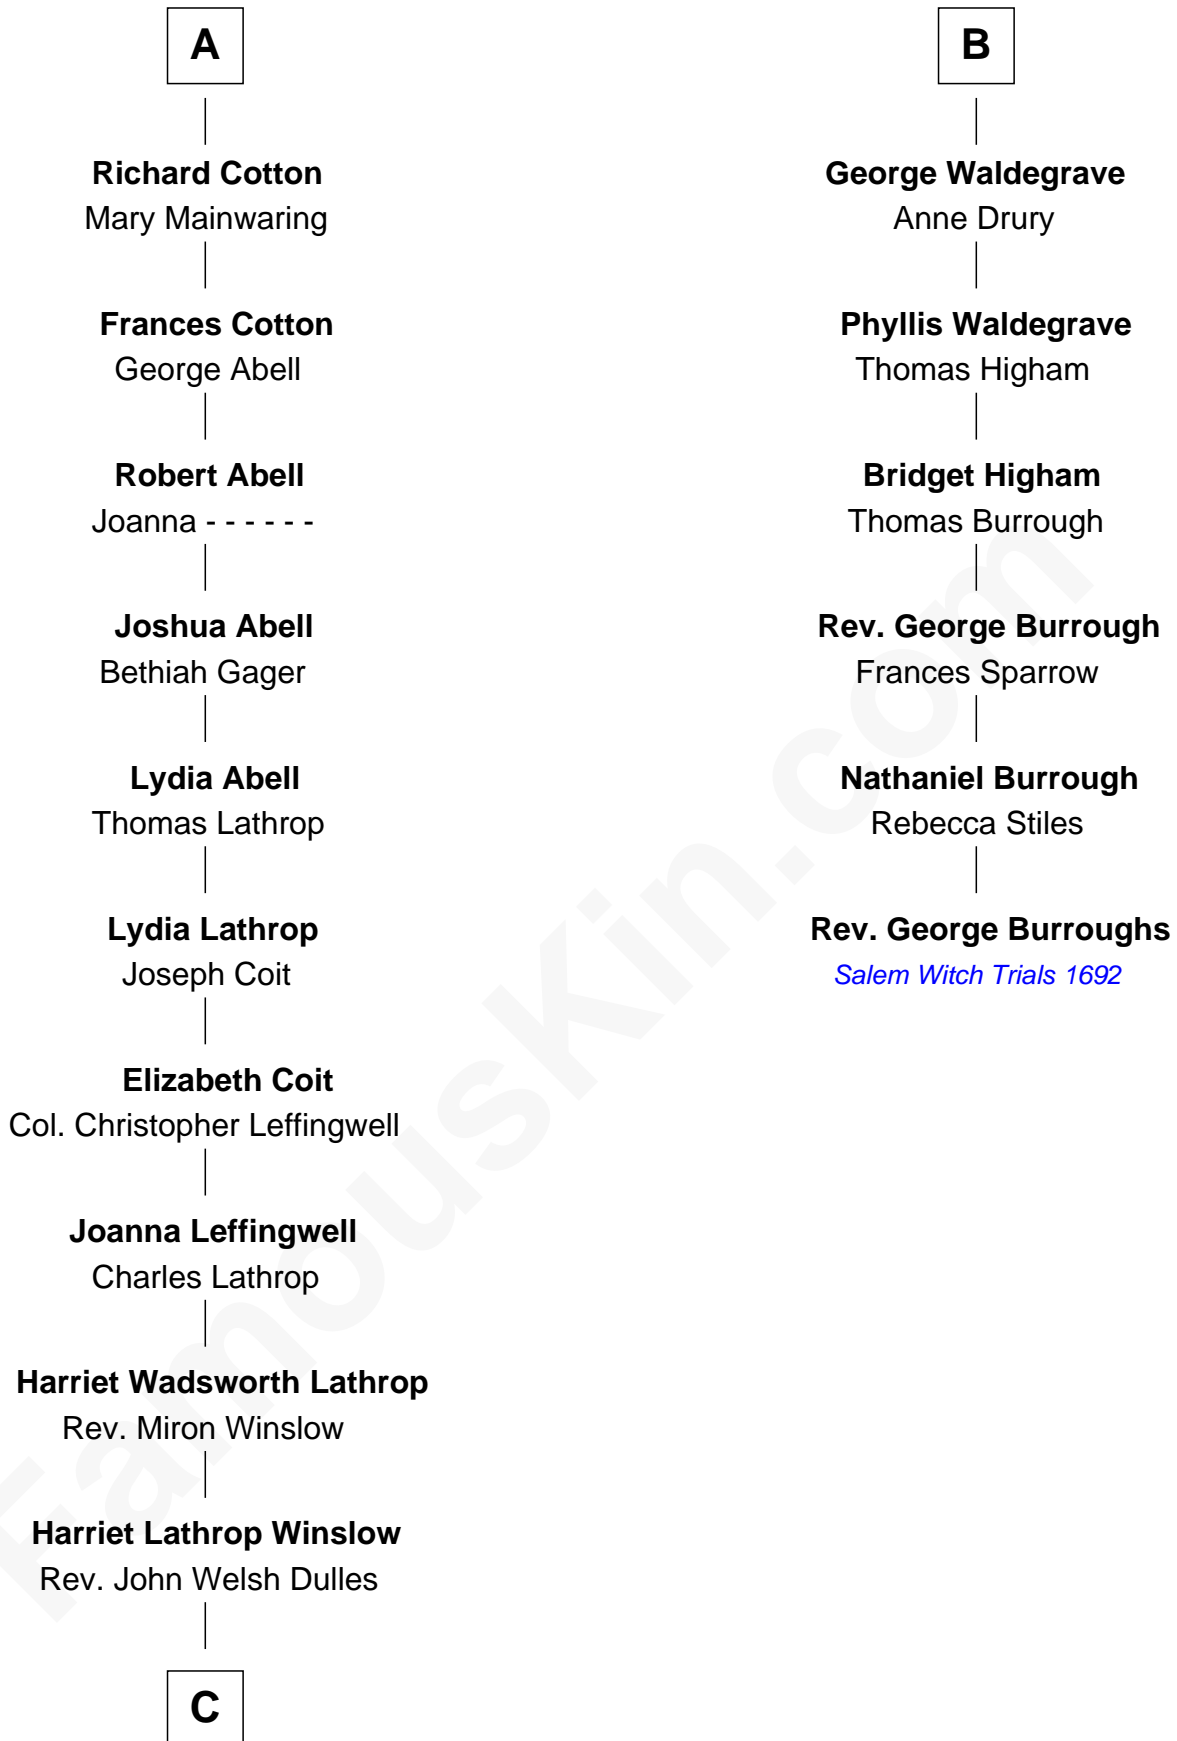 A
Richard Cotton
Mary Mainwaring
Frances Cotton
George Abell
Robert Abell
Joanna - - - - - -
Joshua Abell
Bethiah Gager
Lydia Abell
Thomas Lathrop
Lydia Lathrop
Joseph Coit
Elizabeth Coit
Col. Christopher Leffingwell
Joanna Leffingwell
Charles Lathrop
Harriet Wadsworth Lathrop
Rev. Miron Winslow
Harriet Lathrop Winslow
Rev. John Welsh Dulles
C
B
George Waldegrave
Anne Drury
Phyllis Waldegrave
Thomas Higham
Bridget Higham
Thomas Burrough
Rev. George Burrough
Frances Sparrow
Nathaniel Burrough
Rebecca Stiles
Rev. George Burroughs
Salem Witch Trials 1692
FamousKin.com